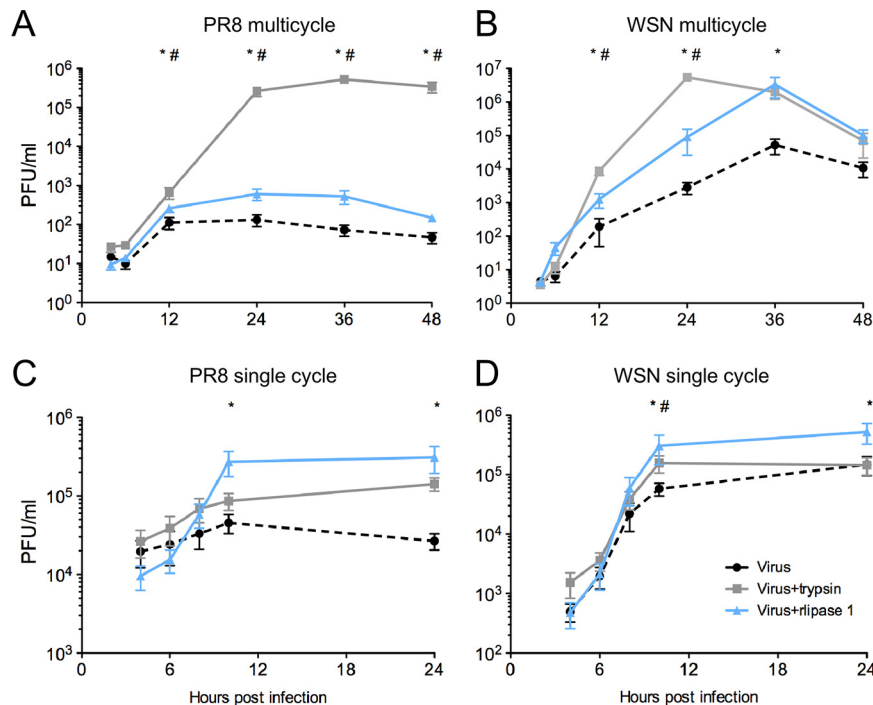 A
PR8 multicycle
* # * # * # * #
10^6
10^5
10^4
10^3
10^2
10^1
10^0
PFU/ml
0 12 24 36 48
B
WSN multicycle
* # * # *
10^7
10^6
10^5
10^4
10^3
10^2
10^1
10^0
0 12 24 36 48
C
PR8 single cycle
* *
10^6
10^5
10^4
10^3
PFU/ml
0 6 12 18 24
Hours post infection
D
WSN single cycle
* # *
10^6
10^5
10^4
10^3
10^2
0 6 12 18 24
Hours post infection
Virus
Virus+trypsin
Virus+rlipase 1